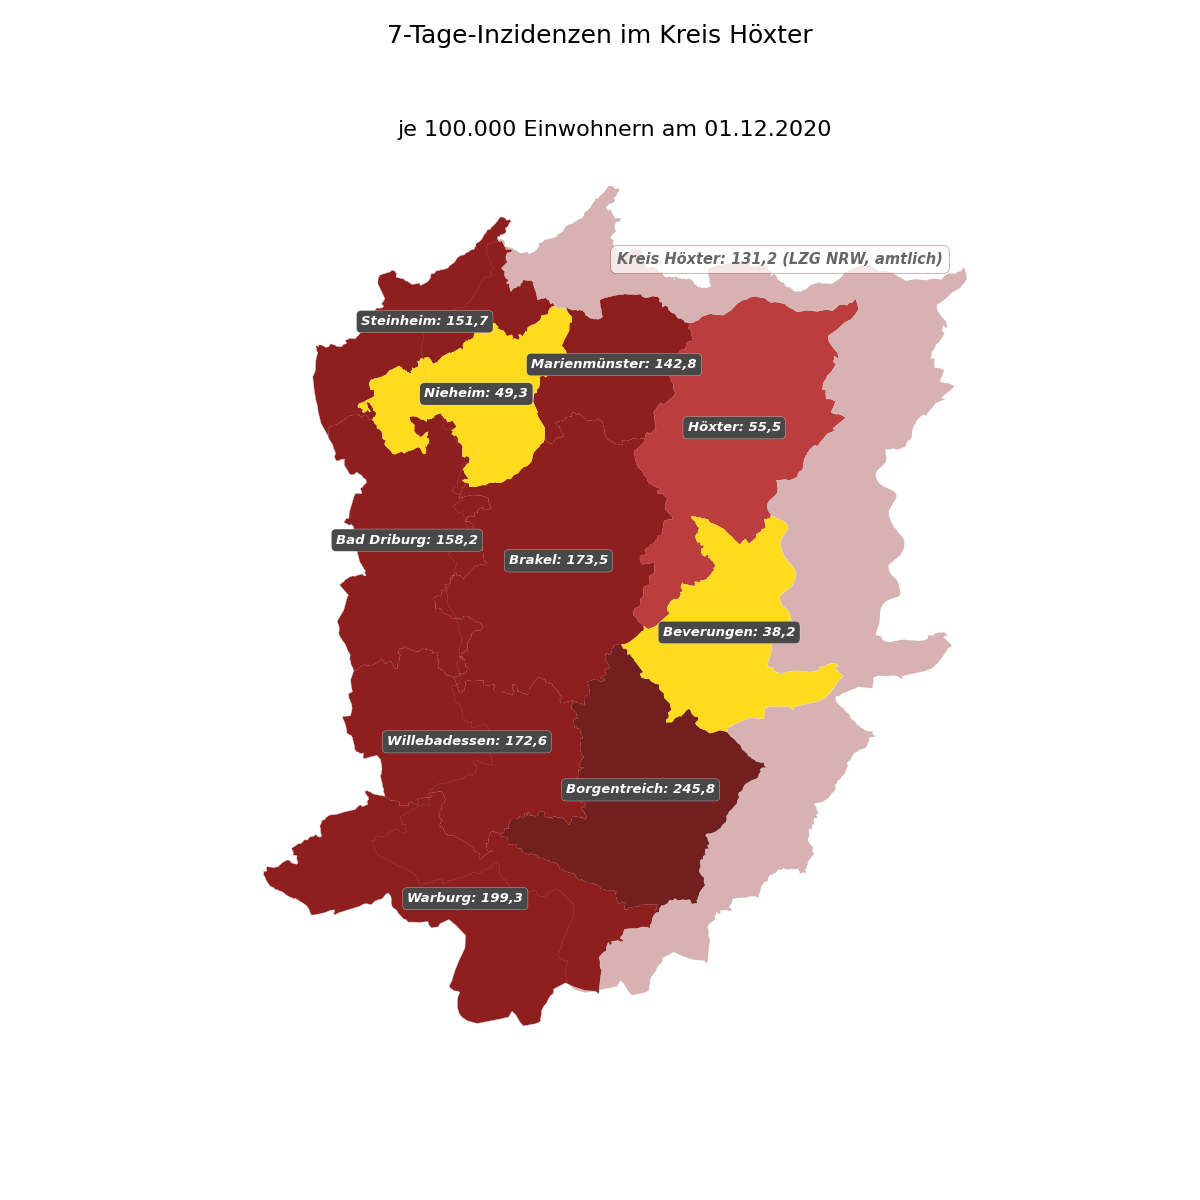 7-Tage-Inzidenzen im Kreis Höxter
je 100.000 Einwohnern am 01.12.2020
Kreis Höxter: 131,2 (LZG NRW, amtlich)
Steinheim: 151,7
Marienmünster: 142,8
Nieheim: 49,3
Höxter: 55,5
Bad Driburg: 158,2
Brakel: 173,5
Beverungen: 38,2
Willebadessen: 172,6
Borgentreich: 245,8
Warburg: 199,3